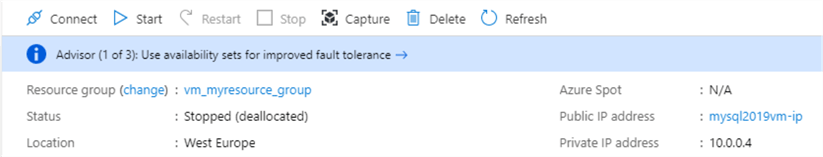 Connect Start Restart Stop Capture Delete Refresh
Advisor (1 of 3): Use availability sets for improved fault tolerance →
Resource group (change) : vm_myresource_group Azure Spot : N/A
Status : Stopped (deallocated) Public IP address : mysql2019vm-ip
Location : West Europe Private IP address : 10.0.0.4